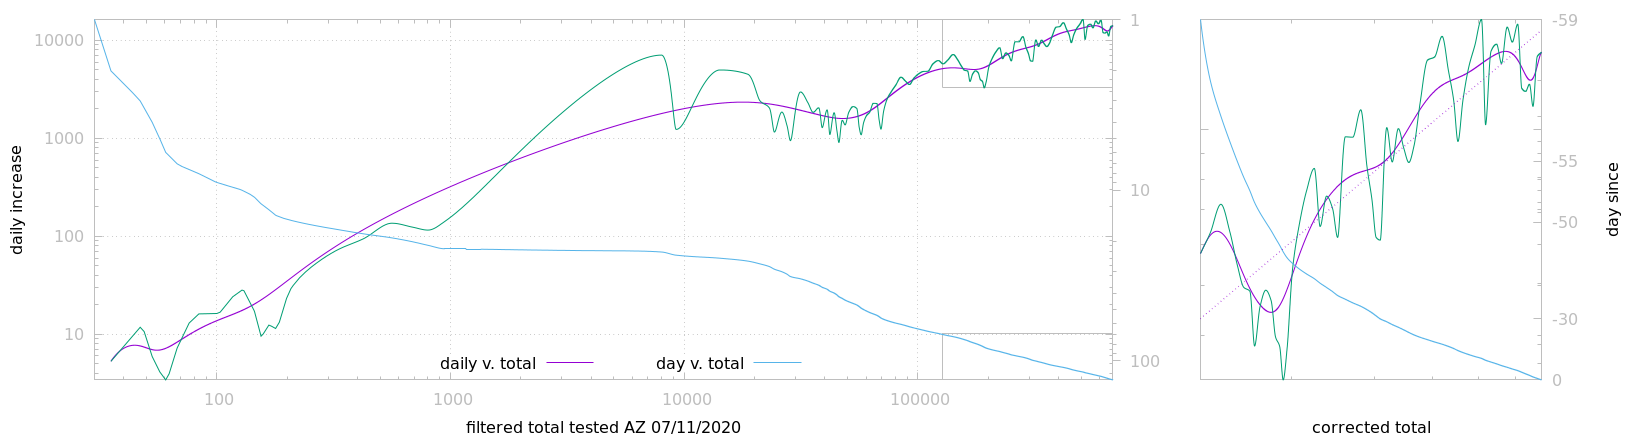 10000
1000
100
10
daily increase
1
10
100
daily v. total
day v. total
100
1000
10000
100000
filtered total tested AZ 07/11/2020
-59
-55
-50
-30
0
day since
corrected total